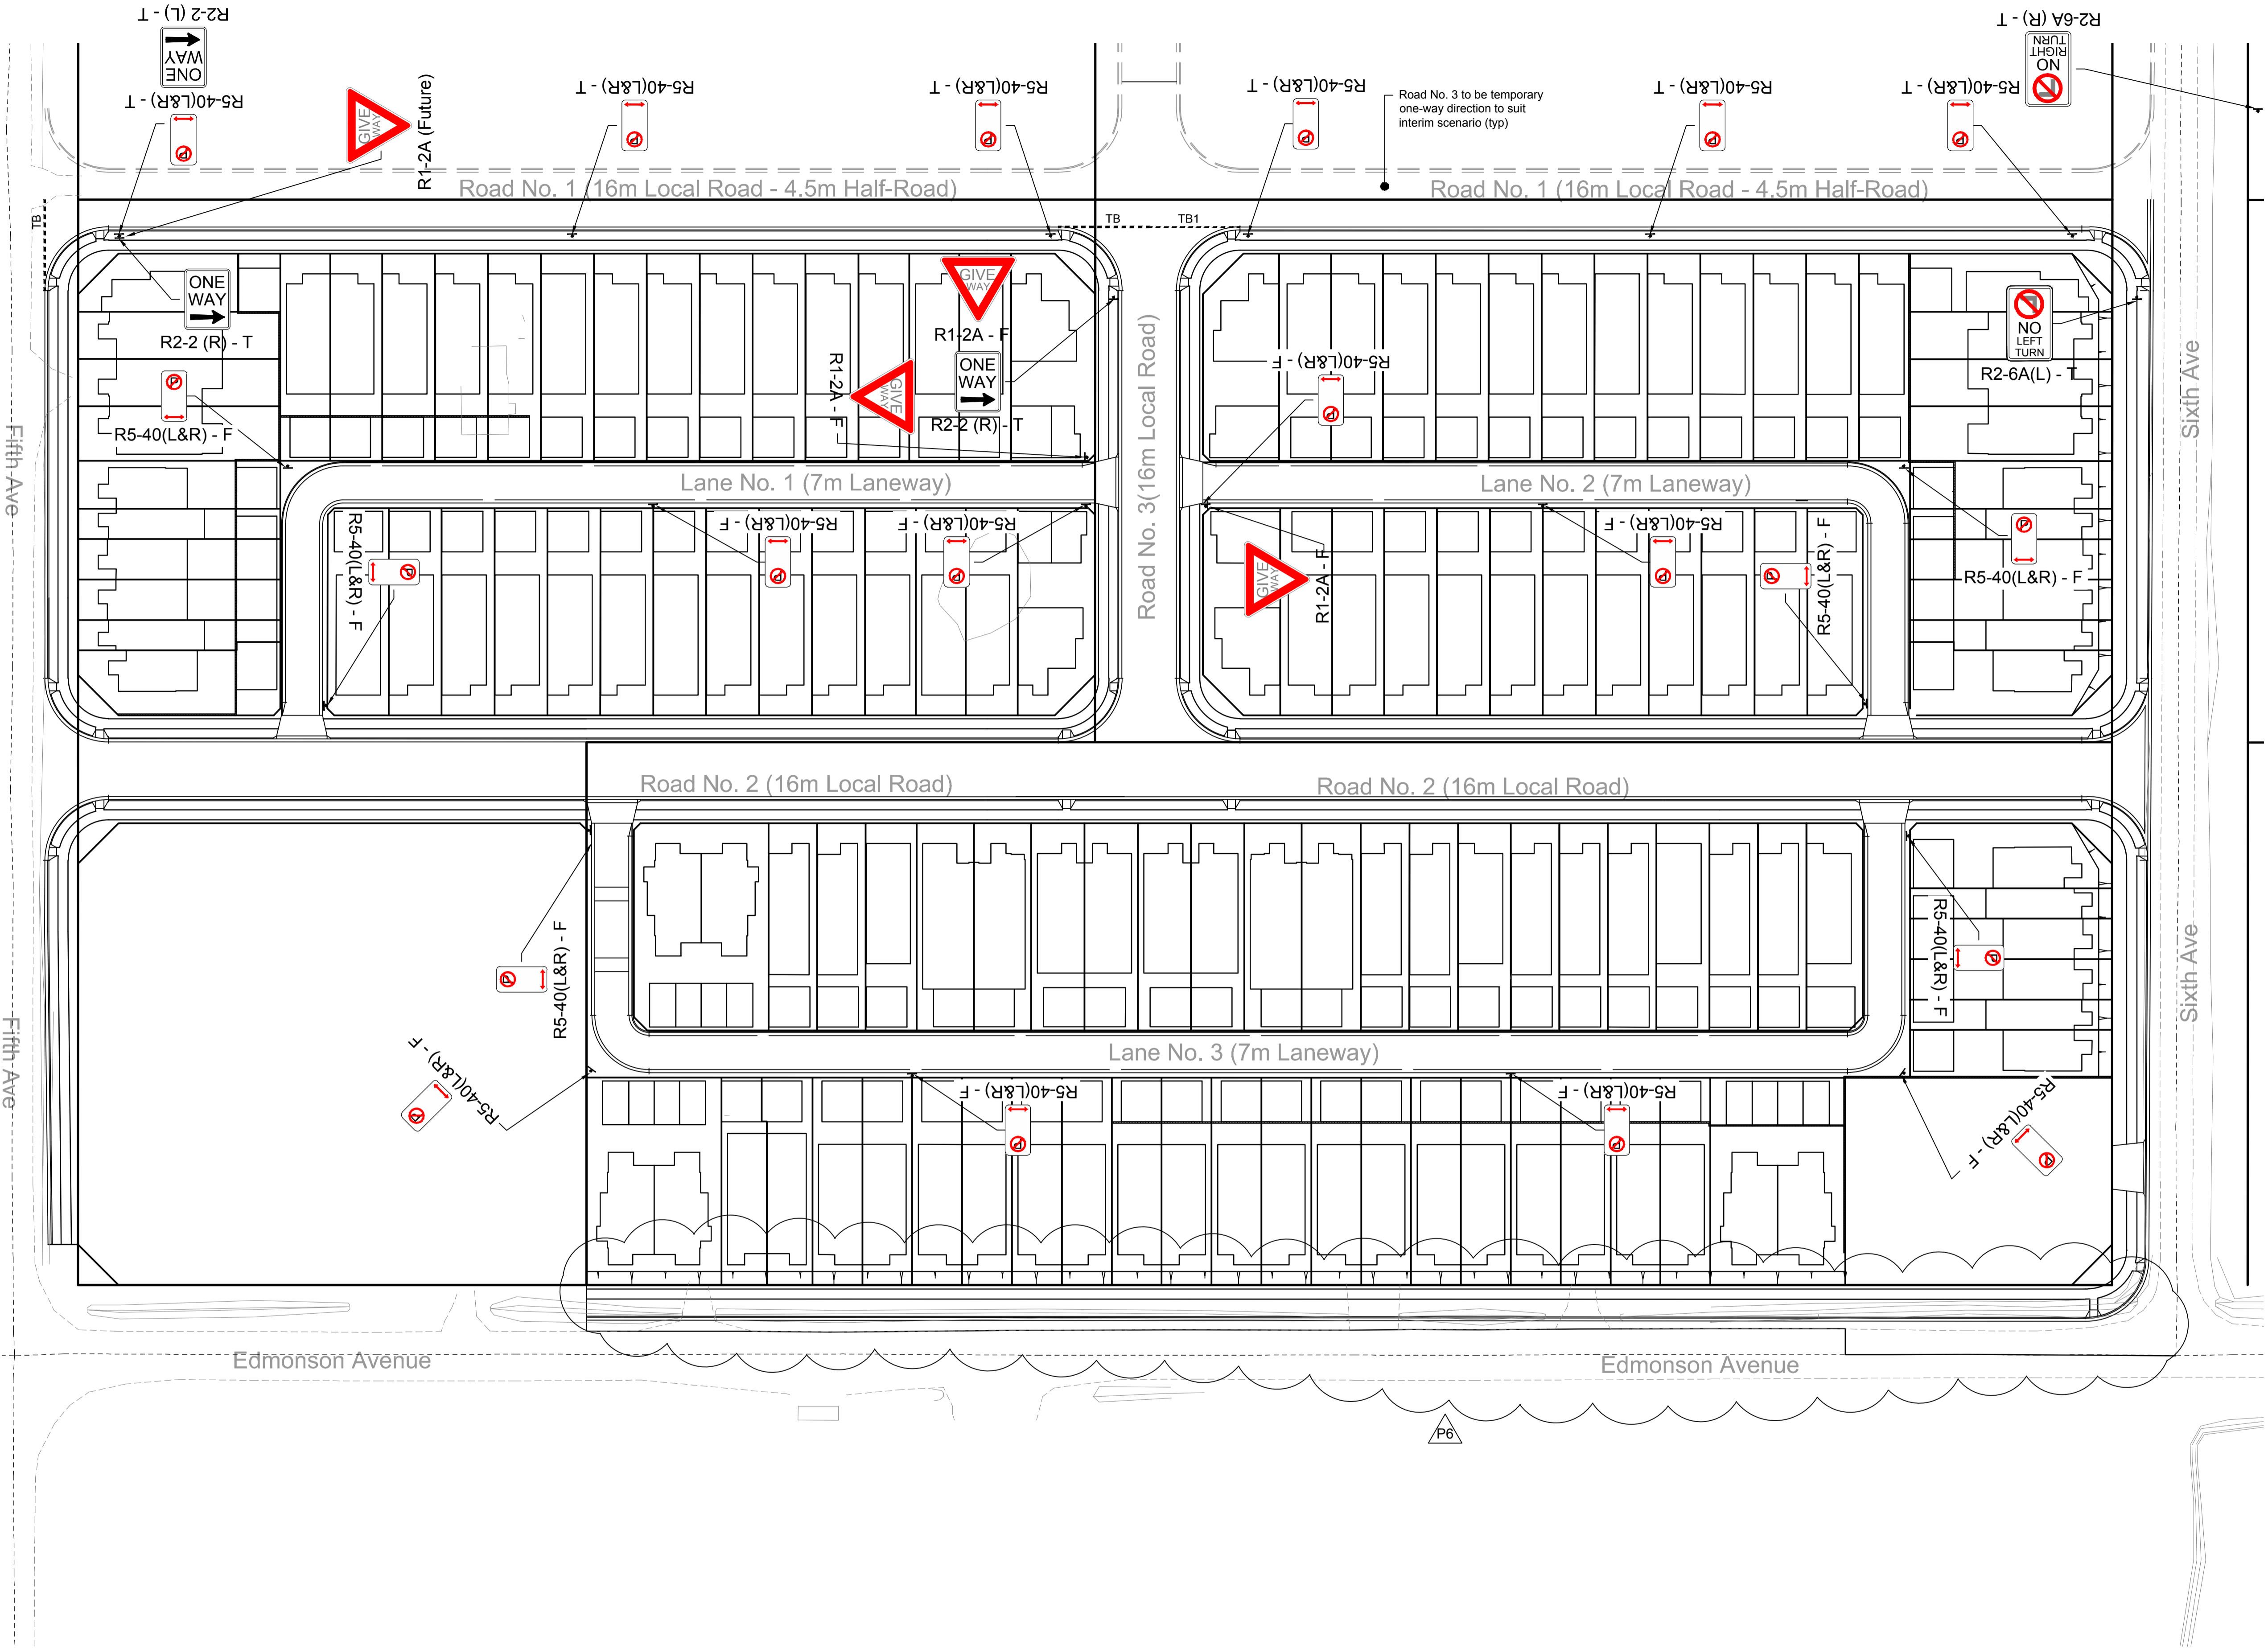 R2-2 (L) - T
ONE
WAY
R5-40(L&R) - T
GIVE
WAY
R1-2A (Future)
R5-40(L&R) - T
R5-40(L&R) - T
R5-40(L&R) - T
Road No. 3 to be temporary
one-way direction to suit
interim scenario (typ)
R5-40(L&R) - T
R5-40(L&R) - T
R2-6A (R) - T
NO
RIGHT
TURN
Road No. 1 (16m Local Road - 4.5m Half-Road)
Road No. 1 (16m Local Road - 4.5m Half-Road)
TB
TB
TB1
ONE
WAY
R2-2 (R) - T
P
R5-40(L&R) - F
GIVE
WAY
R1-2A - F
ONE
WAY
R2-2 (R) - T
R1-2A - F
GIVE
WAY
Road No. 3(16m Local Road)
R5-40(L&R) - F
P
NO
LEFT
TURN
R2-6A(L) - T
Fifth Ave
Sixth Ave
Lane No. 1 (7m Laneway)
Lane No. 2 (7m Laneway)
R5-40(L&R) - F
P
R5-40(L&R) - F
P
R5-40(L&R) - F
P
GIVE
WAY
R1-2A - F
R5-40(L&R) - F
P
R5-40(L&R) - F
P
P
R5-40(L&R) - F
Road No. 2 (16m Local Road)
Road No. 2 (16m Local Road)
P
R5-40(L&R) - F
R5-40(L&R) - F
P
Sixth Ave
Fifth Ave
R5-40(L&R) - F
P
Lane No. 3 (7m Laneway)
R5-40(L&R) - F
P
R5-40(L&R) - F
P
R5-40(L&R) - F
P
Edmonson Avenue
Edmonson Avenue
P6